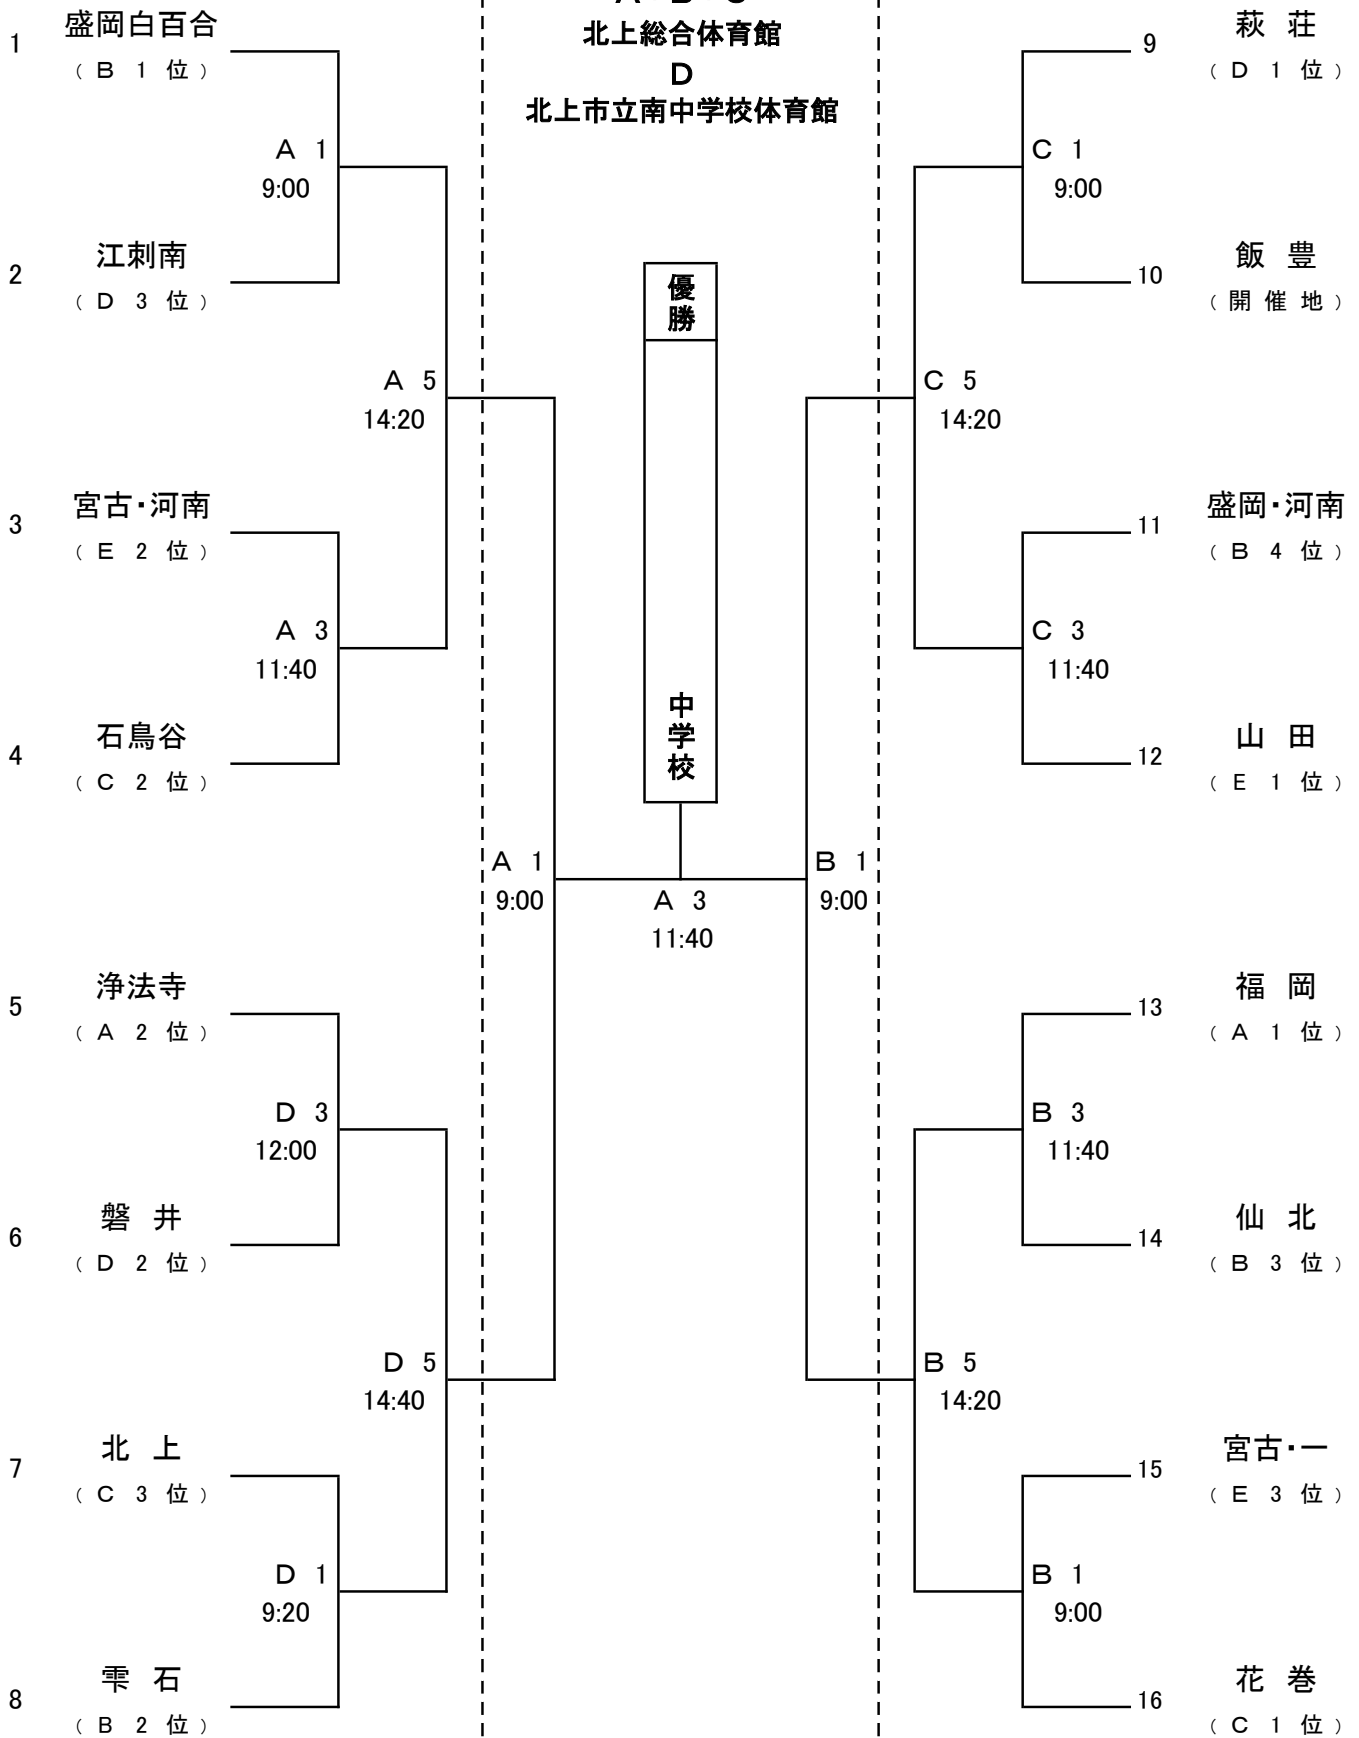 A・B・C
北上総合体育館
D
北上市立南中学校体育館
1 盛岡白百合
（B 1 位）
A 1
9:00
2 江刺南
（D 3 位）
A 5
14:20
3 宮古・河南
（E 2 位）
A 3
11:40
4 石鳥谷
（C 2 位）
A 1
9:00
5 浄法寺
（A 2 位）
D 3
12:00
6 磐 井
（D 2 位）
D 5
14:40
7 北 上
（C 3 位）
D 1
9:20
8 雫 石
（B 2 位）
優勝
中学校
A 3
11:40
9 萩 荘
（D 1 位）
C 1
9:00
10 飯 豊
（開 催 地）
C 5
14:20
11 盛岡・河南
（B 4 位）
C 3
11:40
12 山 田
（E 1 位）
B 1
9:00
13 福 岡
（A 1 位）
B 3
11:40
14 仙 北
（B 3 位）
B 5
14:20
15 宮古・一
（E 3 位）
B 1
9:00
16 花 巻
（C 1 位）